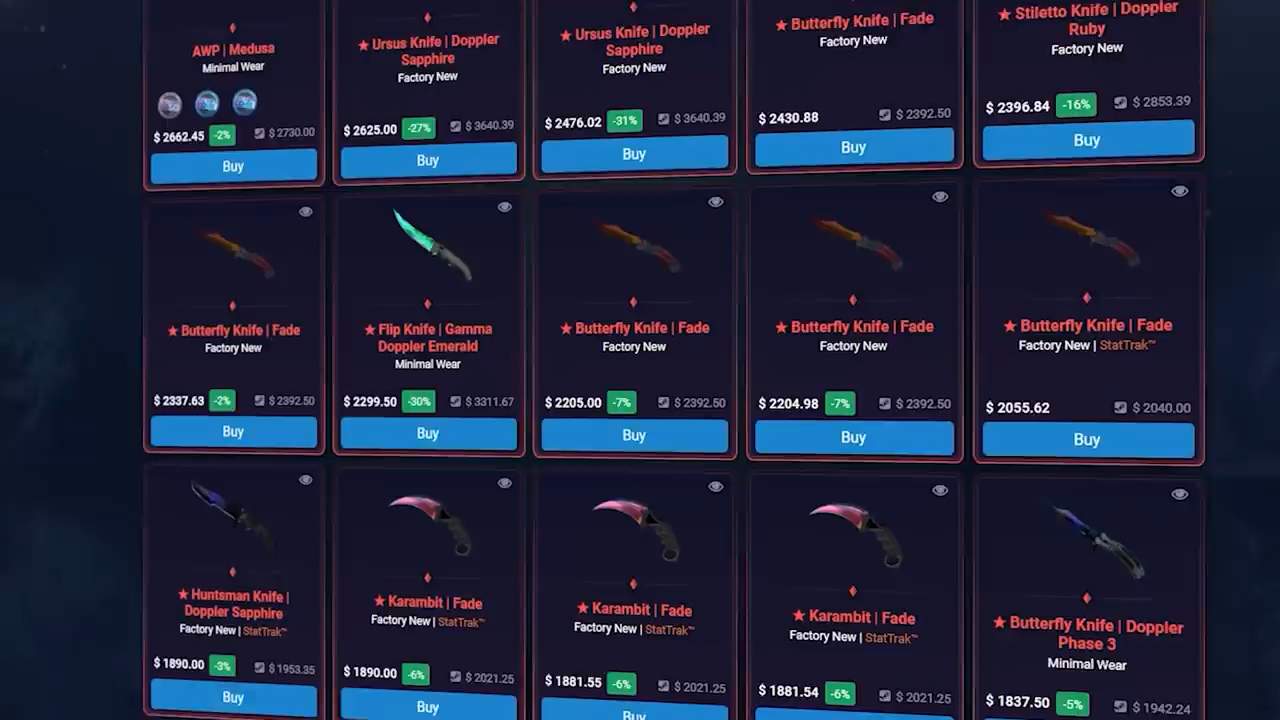 AWP | Medusa
Minimal Wear
$ 2662.45 -2% $ 2730.00
Buy
★ Ursus Knife | Doppler
Sapphire
Factory New
$ 2625.00 -27% $ 3640.39
Buy
★ Ursus Knife | Doppler
Sapphire
Factory New
$ 2476.02 -31% $ 3640.39
Buy
★ Butterfly Knife | Fade
Factory New
$ 2430.88 $ 2392.50
Buy
★ Stiletto Knife | Doppler
Ruby
Factory New
$ 2396.84 -16% $ 2853.39
Buy
★ Butterfly Knife | Fade
Factory New
$ 2337.63 -2% $ 2392.50
Buy
★ Flip Knife | Gamma
Doppler Emerald
Minimal Wear
$ 2299.50 -30% $ 3311.67
Buy
★ Butterfly Knife | Fade
Factory New
$ 2205.00 -7% $ 2392.50
Buy
★ Butterfly Knife | Fade
Factory New
$ 2204.98 -7% $ 2392.50
Buy
★ Butterfly Knife | Fade
Factory New | StatTrak™
$ 2055.62 $ 2040.00
Buy
★ Huntsman Knife |
Doppler Sapphire
Factory New | StatTrak™
$ 1890.00 -3% $ 1953.35
Buy
★ Karambit | Fade
Factory New | StatTrak™
$ 1890.00 -6% $ 2021.25
Buy
★ Karambit | Fade
Factory New | StatTrak™
$ 1881.55 -6% $ 2021.25
Buy
★ Karambit | Fade
Factory New | StatTrak™
$ 1881.54 -6% $ 2021.25
★ Butterfly Knife | Doppler
Phase 3
Minimal Wear
$ 1837.50 -5% $ 1942.24